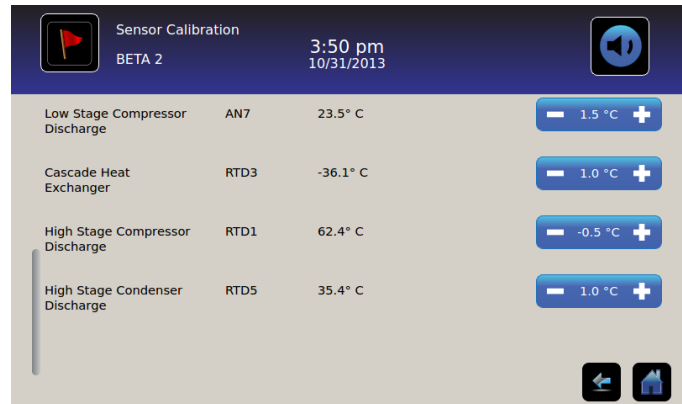 Sensor Calibration
BETA 2
3:50 pm
10/31/2013
Low Stage Compressor Discharge AN7 23.5° C 1.5 °C
Cascade Heat Exchanger RTD3 -36.1° C 1.0 °C
High Stage Compressor Discharge RTD1 62.4° C -0.5 °C
High Stage Condenser Discharge RTD5 35.4° C 1.0 °C